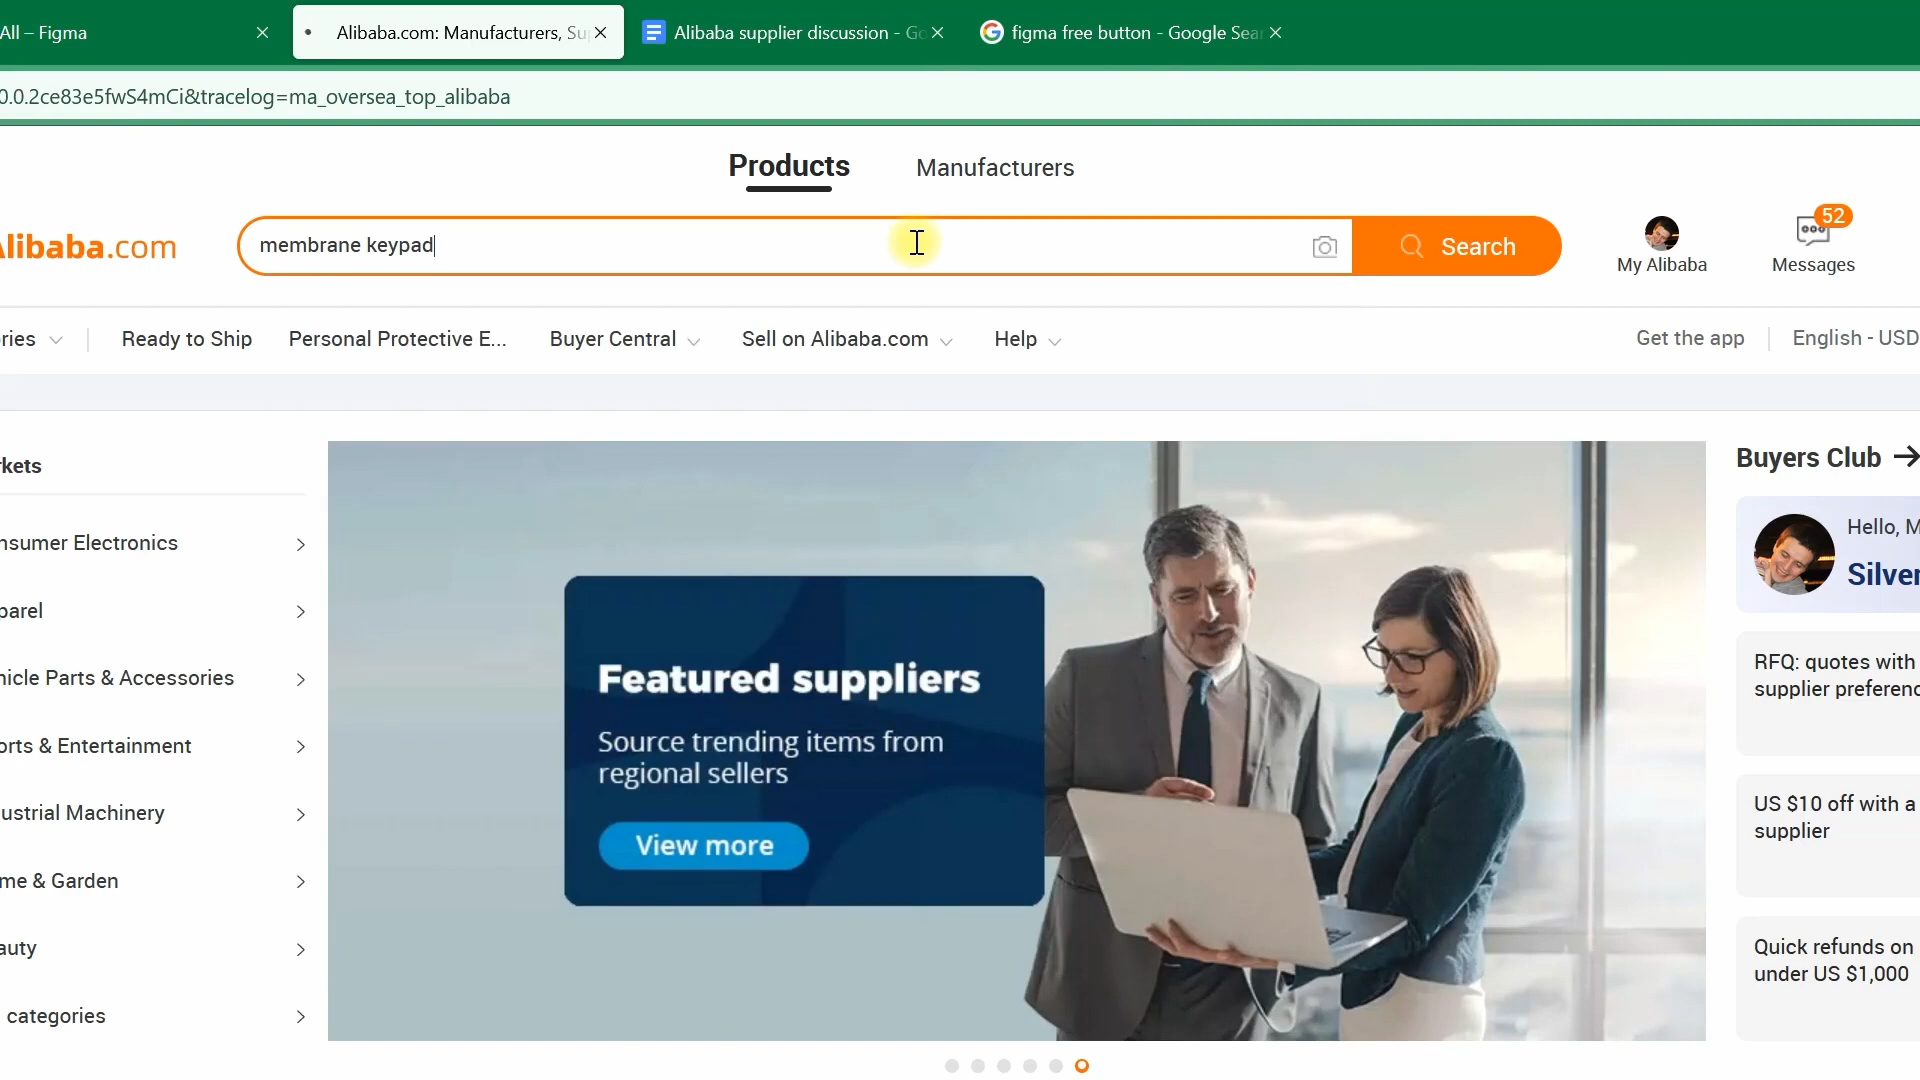 All – Figma
Alibaba.com: Manufacturers, Su
Alibaba supplier discussion - Go
figma free button - Google Sear
0.0.2ce83e5fwS4mCi&tracelog=ma_oversea_top_alibaba
Products
Manufacturers
Alibaba.com
membrane keypad
Search
My Alibaba
52
Messages
ries
Ready to Ship
Personal Protective E...
Buyer Central
Sell on Alibaba.com
Help
Get the app
English - USD
rkets
nsumer Electronics
parel
hicle Parts & Accessories
orts & Entertainment
ustrial Machinery
me & Garden
auty
categories
Featured suppliers
Source trending items from
regional sellers
View more
Buyers Club
Hello, M
Silver
RFQ: quotes with
supplier preferenc
US $10 off with a
supplier
Quick refunds on
under US $1,000